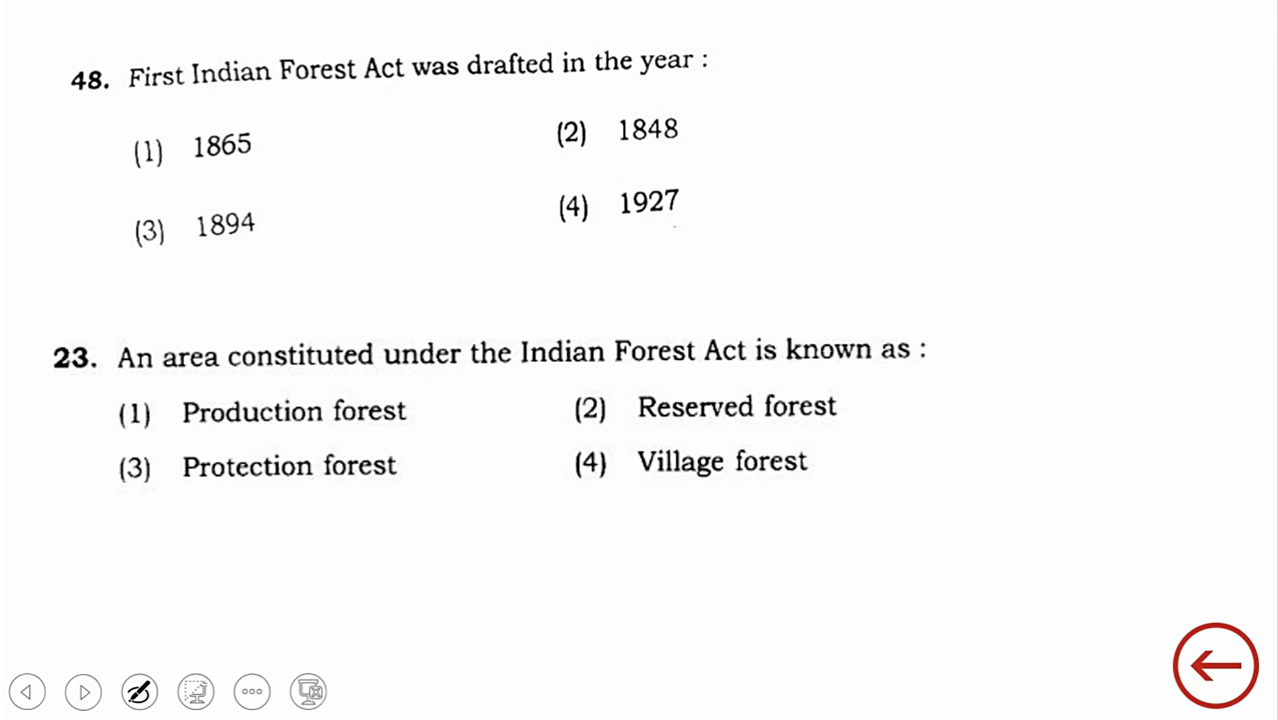 48. First Indian Forest Act was drafted in the year :
(1) 1865 (2) 1848
(3) 1894 (4) 1927
23. An area constituted under the Indian Forest Act is known as :
(1) Production forest (2) Reserved forest
(3) Protection forest (4) Village forest